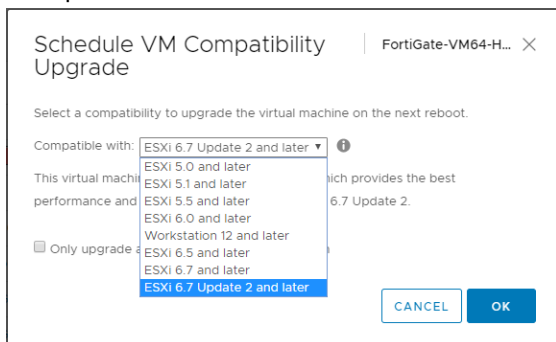 Schedule VM Compatibility Upgrade
FortiGate-VM64-H...
Select a compatibility to upgrade the virtual machine on the next reboot.
Compatible with: ESXi 6.7 Update 2 and later
ESXi 5.0 and later
This virtual machin
ESXi 5.1 and later
ich provides the best
ESXi 5.5 and later
performance and
6.7 Update 2.
ESXi 6.0 and later
Workstation 12 and later
Only upgrade a
ESXi 6.5 and later
ESXi 6.7 and later
ESXi 6.7 Update 2 and later
CANCEL
OK